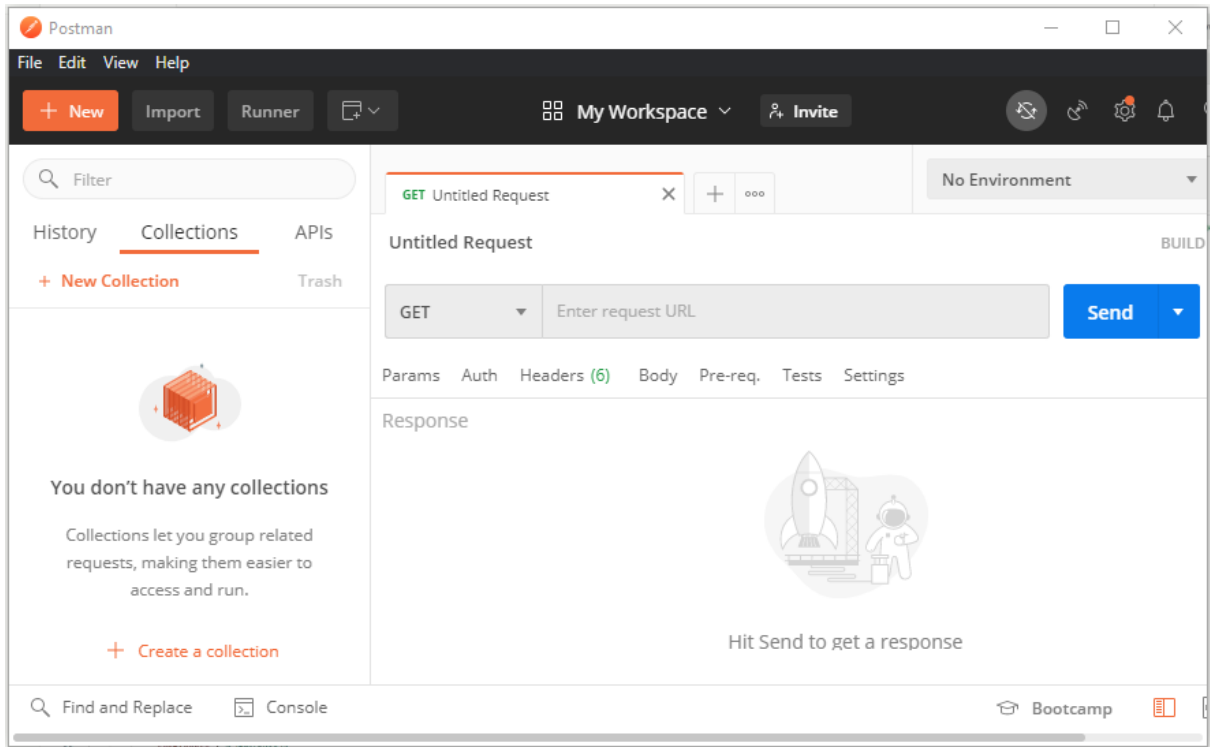 Postman
File Edit View Help
+ New Import Runner My Workspace Invite
Filter
GET Untitled Request
No Environment
History Collections APIs
Untitled Request
BUILD
+ New Collection Trash
GET Enter request URL Send
Params Auth Headers (6) Body Pre-req. Tests Settings
Response
You don't have any collections
Collections let you group related
requests, making them easier to
access and run.
+ Create a collection
Hit Send to get a response
Find and Replace Console Bootcamp